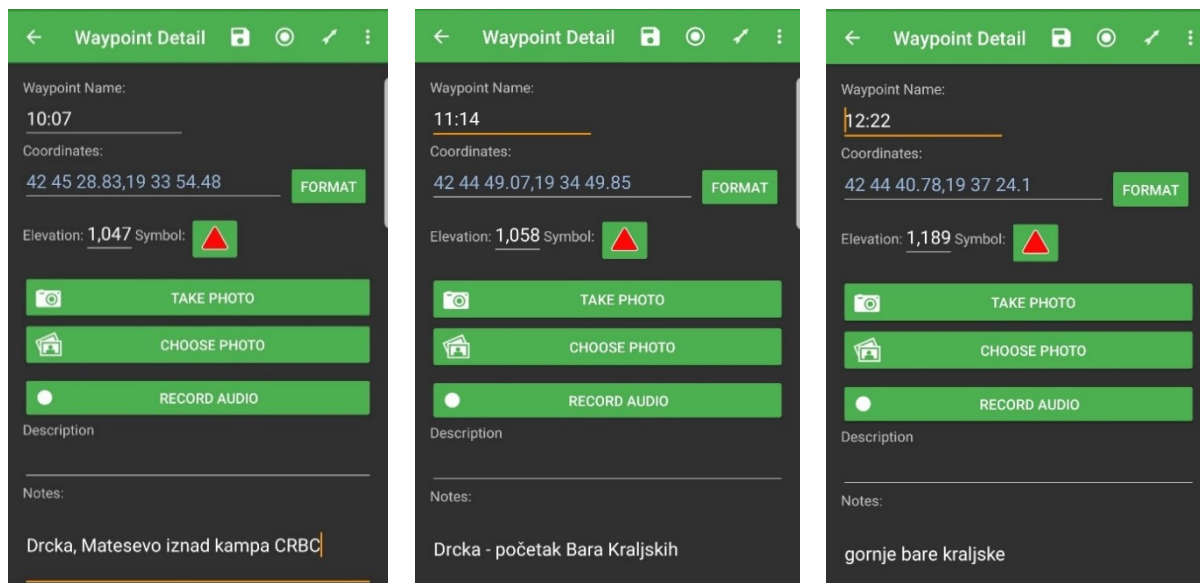 Waypoint Detail
Waypoint Name:
10:07
Coordinates:
42 45 28.83,19 33 54.48
FORMAT
Elevation: 1,047 Symbol:
TAKE PHOTO
CHOOSE PHOTO
RECORD AUDIO
Description
Notes:
Drcka, Matesevo iznad kampa CRBC
Waypoint Detail
Waypoint Name:
11:14
Coordinates:
42 44 49.07,19 34 49.85
FORMAT
Elevation: 1,058 Symbol:
TAKE PHOTO
CHOOSE PHOTO
RECORD AUDIO
Description
Notes:
Drcka - početak Bara Kraljskih
Waypoint Detail
Waypoint Name:
12:22
Coordinates:
42 44 40.78,19 37 24.1
FORMAT
Elevation: 1,189 Symbol:
TAKE PHOTO
CHOOSE PHOTO
RECORD AUDIO
Description
Notes:
gornje bare kraljske